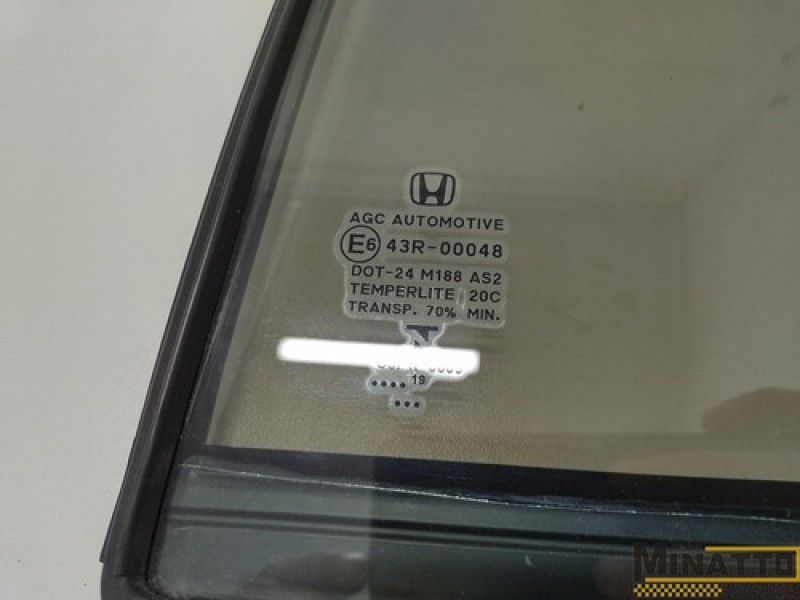 AGC AUTOMOTIVE
E6 43R-00048
DOT-24 M188 AS2
TEMPERLITE 20C
TRANSP. 70% MIN.
19
MINATTO